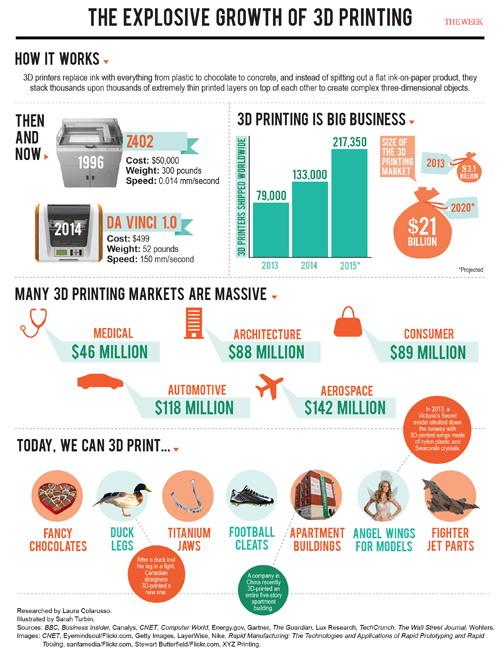 THE EXPLOSIVE GROWTH OF 3D PRINTING
THE WEEK
HOW IT WORKS
3D printers replace ink with everything from plastic to chocolate to concrete, and instead of spitting out a flat ink-on-paper product, they
stack thousands upon thousands of extremely thin printed layers on top of each other to create complex three-dimensional objects.
THEN
AND
NOW
1996
Z402
Cost: $50,000
Weight: 300 pounds
Speed: 0.014 mm/second
2014
DA VINCI 1.0
Cost: $499
Weight: 52 pounds
Speed: 150 mm/second
3D PRINTING IS BIG BUSINESS
3D PRINTERS SHIPPED WORLDWIDE
79,000
133,000
217,350
2013
2014
2015*
SIZE OF
THE 3D
PRINTING
MARKET
2013
$3.1
BILLION
2020*
$21
BILLION
*Projected
MANY 3D PRINTING MARKETS ARE MASSIVE
MEDICAL
$46 MILLION
ARCHITECTURE
$88 MILLION
CONSUMER
$89 MILLION
AUTOMOTIVE
$118 MILLION
AEROSPACE
$142 MILLION
In 2013, a
Victoria's Secret
model strutted down
the runway with
3D-printed wings made
of nylon plastic and
Swarovski crystals.
TODAY, WE CAN 3D PRINT...
FANCY
CHOCOLATES
DUCK
LEGS
TITANIUM
JAWS
FOOTBALL
CLEATS
APARTMENT
BUILDINGS
ANGEL WINGS
FOR MODELS
FIGHTER
JET PARTS
After a duck lost
his leg in a fight,
Canadian
designers
3D-printed a
new one.
A company in
China recently
3D-printed an
entire five-story
apartment
building.
Researched by Laura Colarusso.
Illustrated by Sarah Turbin.
Sources: BBC, Business Insider, Canalys, CNET, Computer World, Energy.gov, Gartner, The Guardian, Lux Research, TechCrunch, The Wall Street Journal, Wohlers.
Images: CNET, Eyemindsoul/Flickr.com, Getty Images, LayerWise, Nike, Rapid Manufacturing: The Technologies and Applications of Rapid Prototyping and Rapid
Tooling, sanfamedia/Flickr.com, Stewart Butterfield/Flickr.com, XYZ Printing.